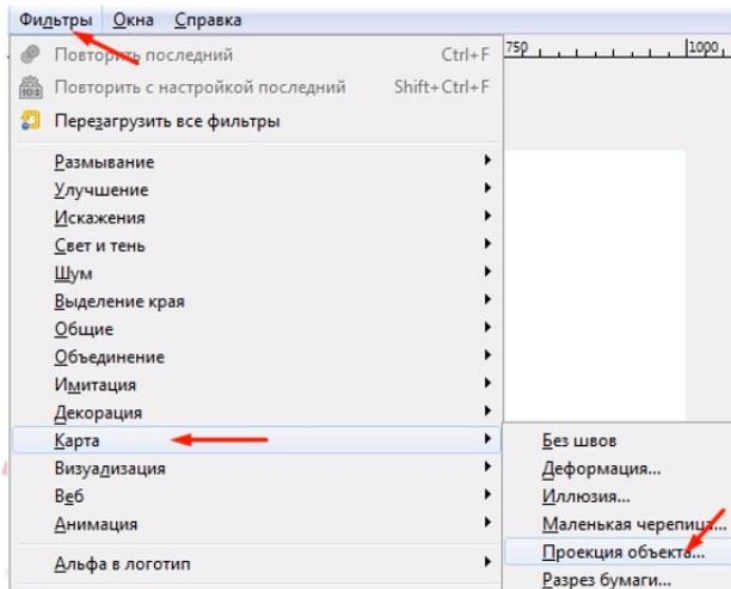 Фильтры Окна Справка
Повторить последний Ctrl+F
Повторить с настройкой последний Shift+Ctrl+F
Перезагрузить все фильтры
750 1000
Размывание
Улучшение
Искажения
Свет и тень
Шум
Выделение края
Общие
Объединение
Имитация
Декорация
Карта
Визуализация
Веб
Анимация
Альфа в логотип
Без швов
Деформация...
Иллюзия...
Маленькая черепица...
Проекция объекта...
Разрез бумаги...